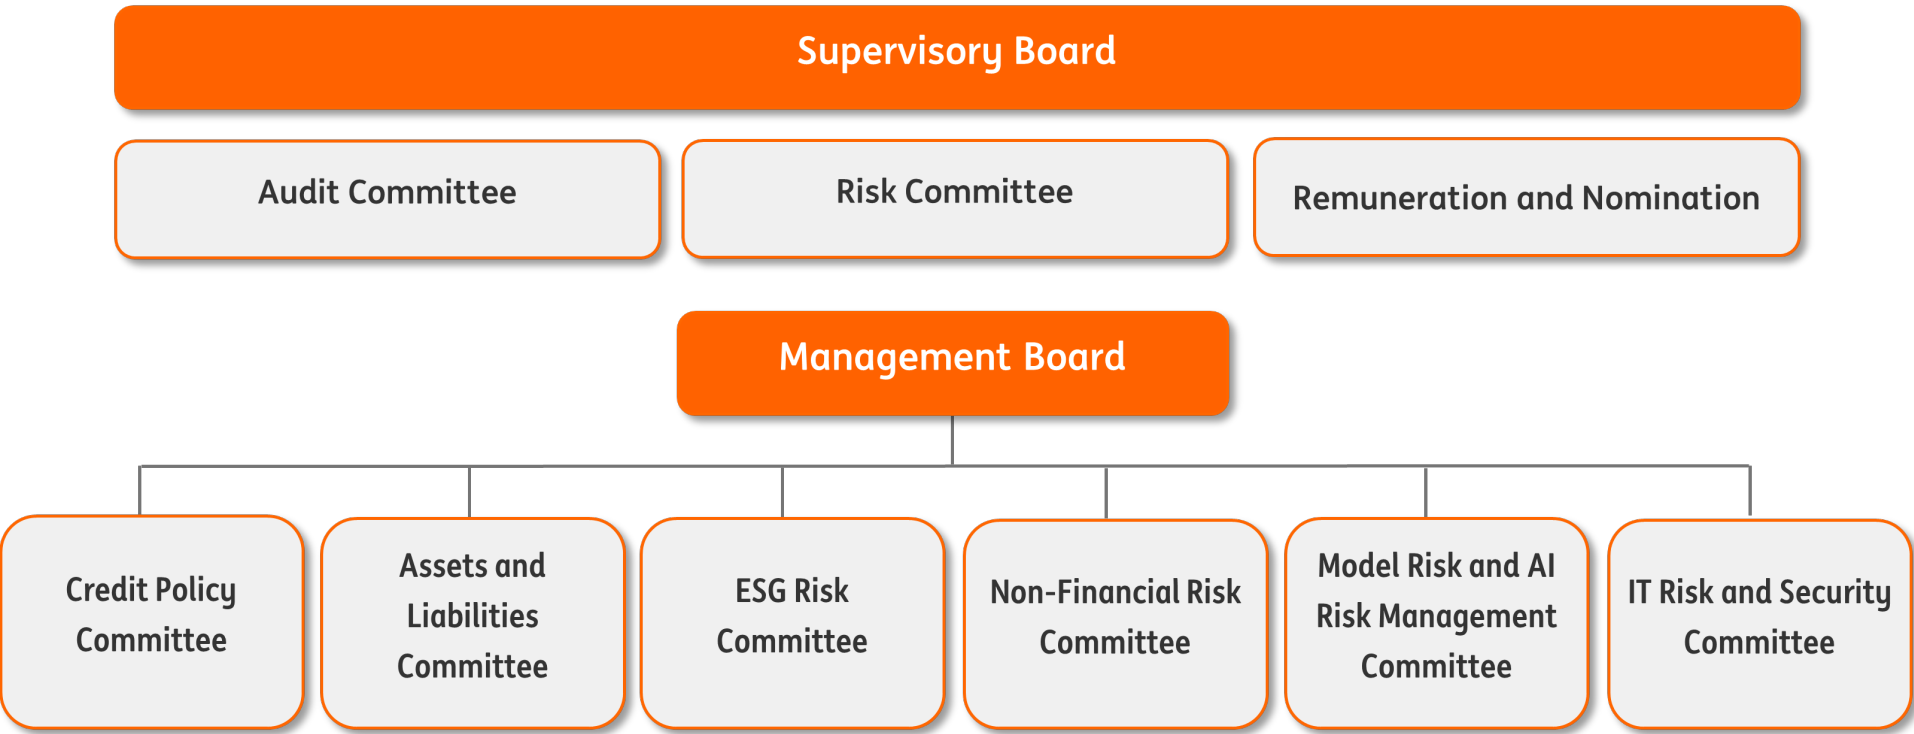 Supervisory Board
Audit Committee
Risk Committee
Remuneration and Nomination
Management Board
Credit Policy
Committee
Assets and
Liabilities
Committee
ESG Risk
Committee
Non-Financial Risk
Committee
Model Risk and AI
Risk Management
Committee
IT Risk and Security
Committee